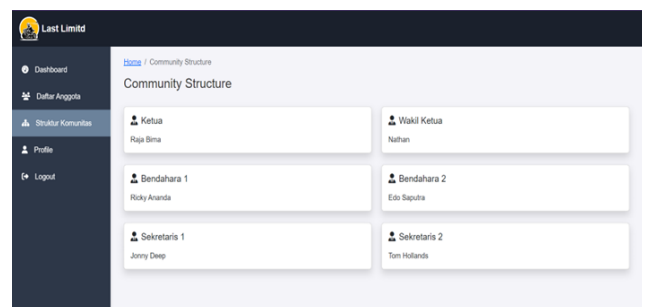 Last Limitd
Dashboard
Daftar Anggota
Struktur Komunitas
Profile
Logout
Home / Community Structure
Community Structure
Ketua
Raja Bima
Wakil Ketua
Nathan
Bendahara 1
Ricky Ananda
Bendahara 2
Edo Saputra
Sekretaris 1
Jonny Deep
Sekretaris 2
Tom Hollands